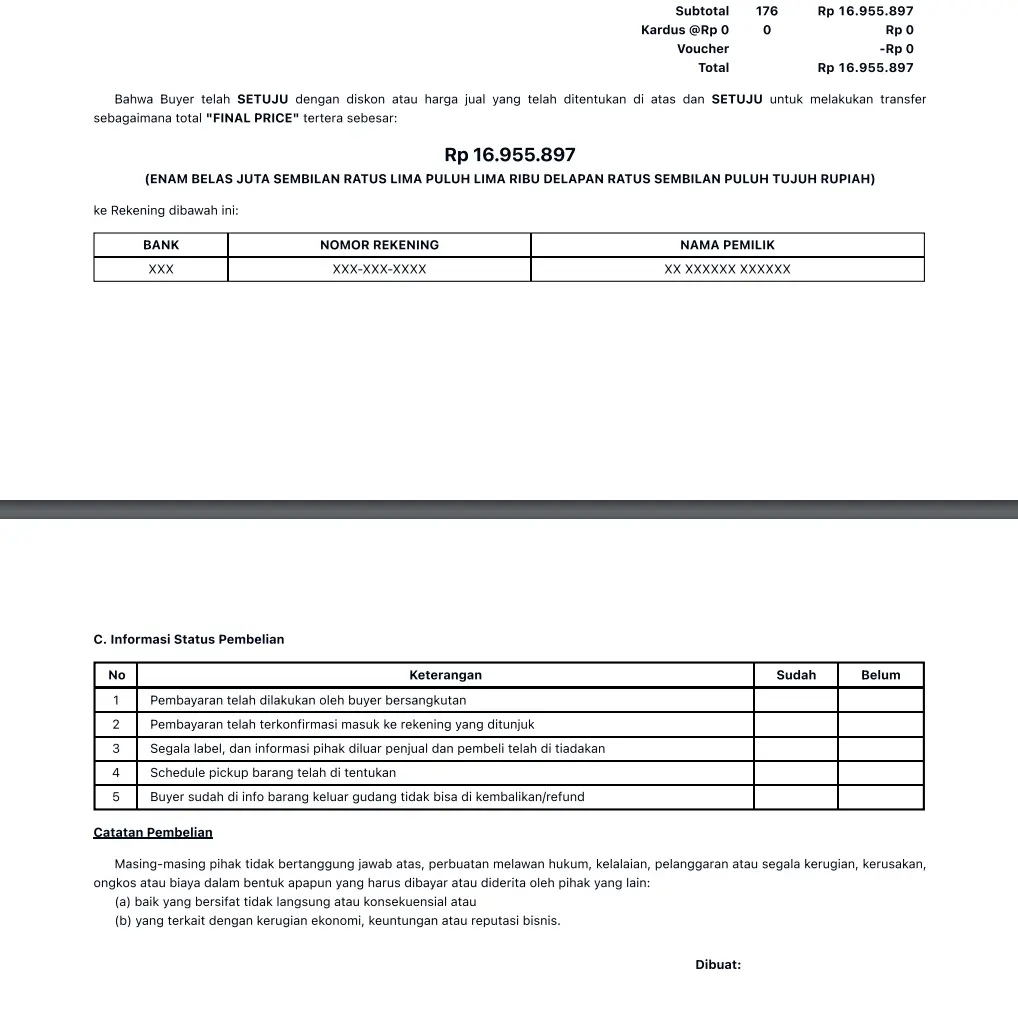 Subtotal 176 Rp 16.955.897
Kardus @Rp 0 0 Rp 0
Voucher -Rp 0
Total Rp 16.955.897
Bahwa Buyer telah SETUJU dengan diskon atau harga jual yang telah ditentukan di atas dan SETUJU untuk melakukan transfer
sebagaimana total "FINAL PRICE" tertera sebesar:
Rp 16.955.897
(ENAM BELAS JUTA SEMBILAN RATUS LIMA PULUH LIMA RIBU DELAPAN RATUS SEMBILAN PULUH TUJUH RUPIAH)
ke Rekening dibawah ini:
BANK NOMOR REKENING NAMA PEMILIK
XXX XXX-XXX-XXXX XX XXXXXX XXXXXX
C. Informasi Status Pembelian
No Keterangan Sudah Belum
1 Pembayaran telah dilakukan oleh buyer bersangkutan
2 Pembayaran telah terkonfirmasi masuk ke rekening yang ditunjuk
3 Segala label, dan informasi pihak diluar penjual dan pembeli telah di tiadakan
4 Schedule pickup barang telah di tentukan
5 Buyer sudah di info barang keluar gudang tidak bisa di kembalikan/refund
Catatan Pembelian
Masing-masing pihak tidak bertanggung jawab atas, perbuatan melawan hukum, kelalaian, pelanggaran atau segala kerugian, kerusakan,
ongkos atau biaya dalam bentuk apapun yang harus dibayar atau diderita oleh pihak yang lain:
(a) baik yang bersifat tidak langsung atau konsekuensial atau
(b) yang terkait dengan kerugian ekonomi, keuntungan atau reputasi bisnis.
Dibuat: